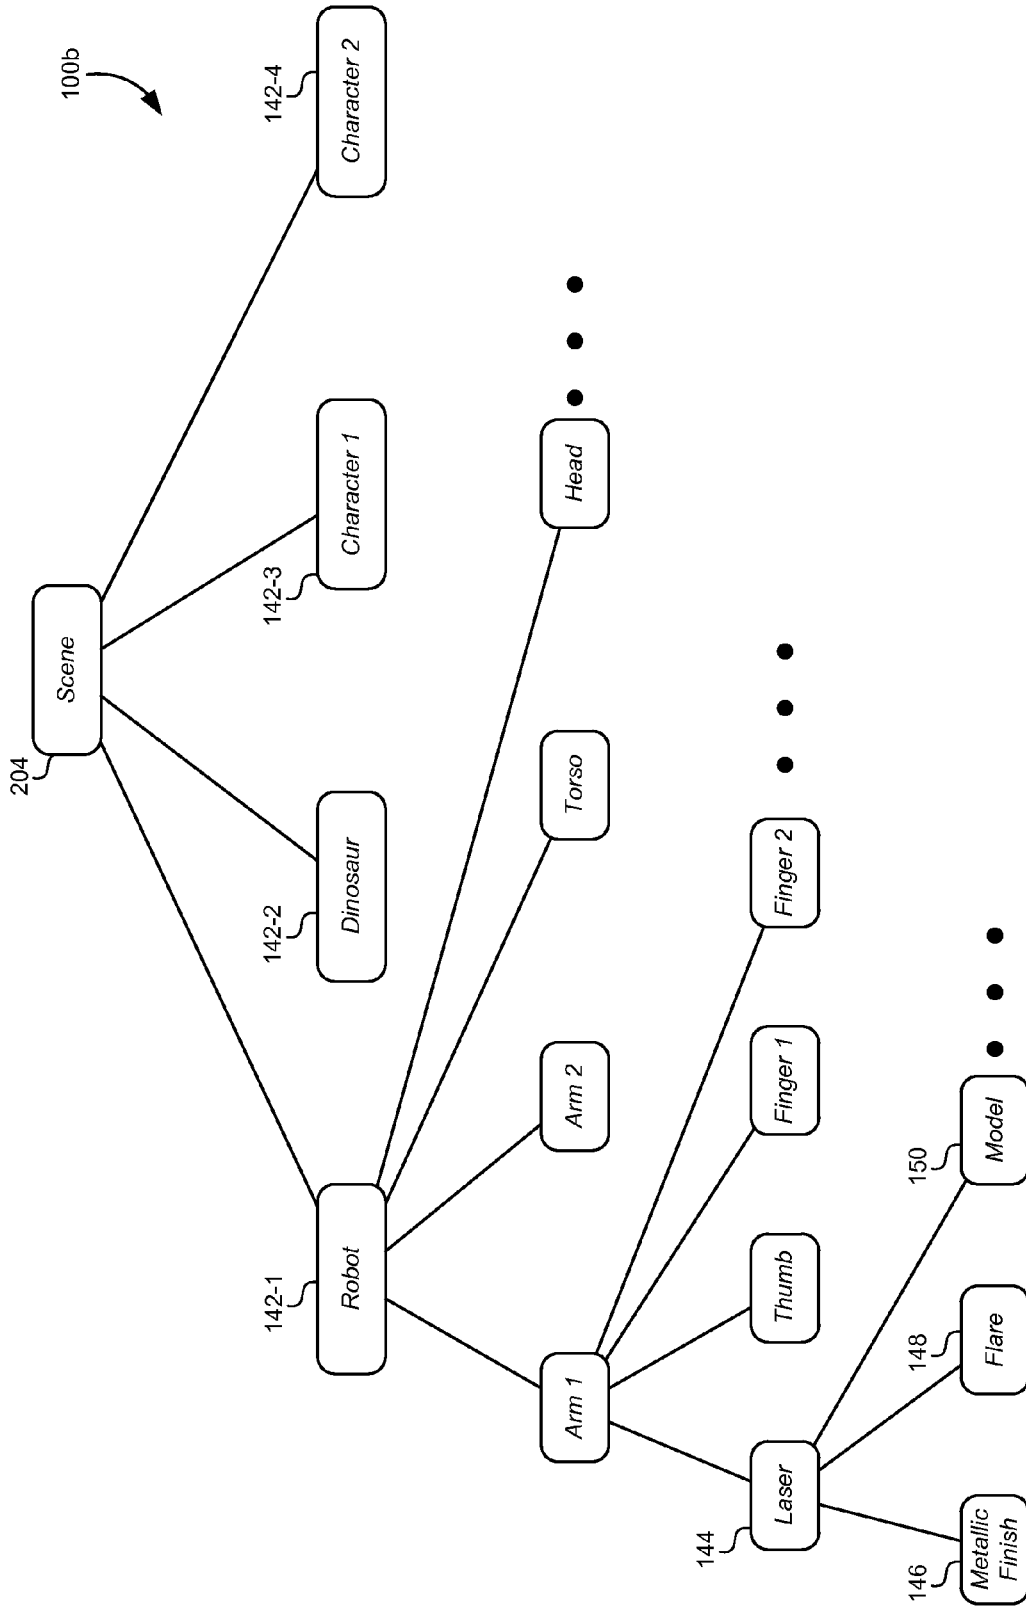 100b
204
Scene
142-1
Robot
142-2
Dinosaur
142-3
Character 1
142-4
Character 2
Arm 1
Arm 2
Torso
Head
144
Laser
Thumb
Finger 1
Finger 2
146
Metallic
Finish
148
Flare
150
Model